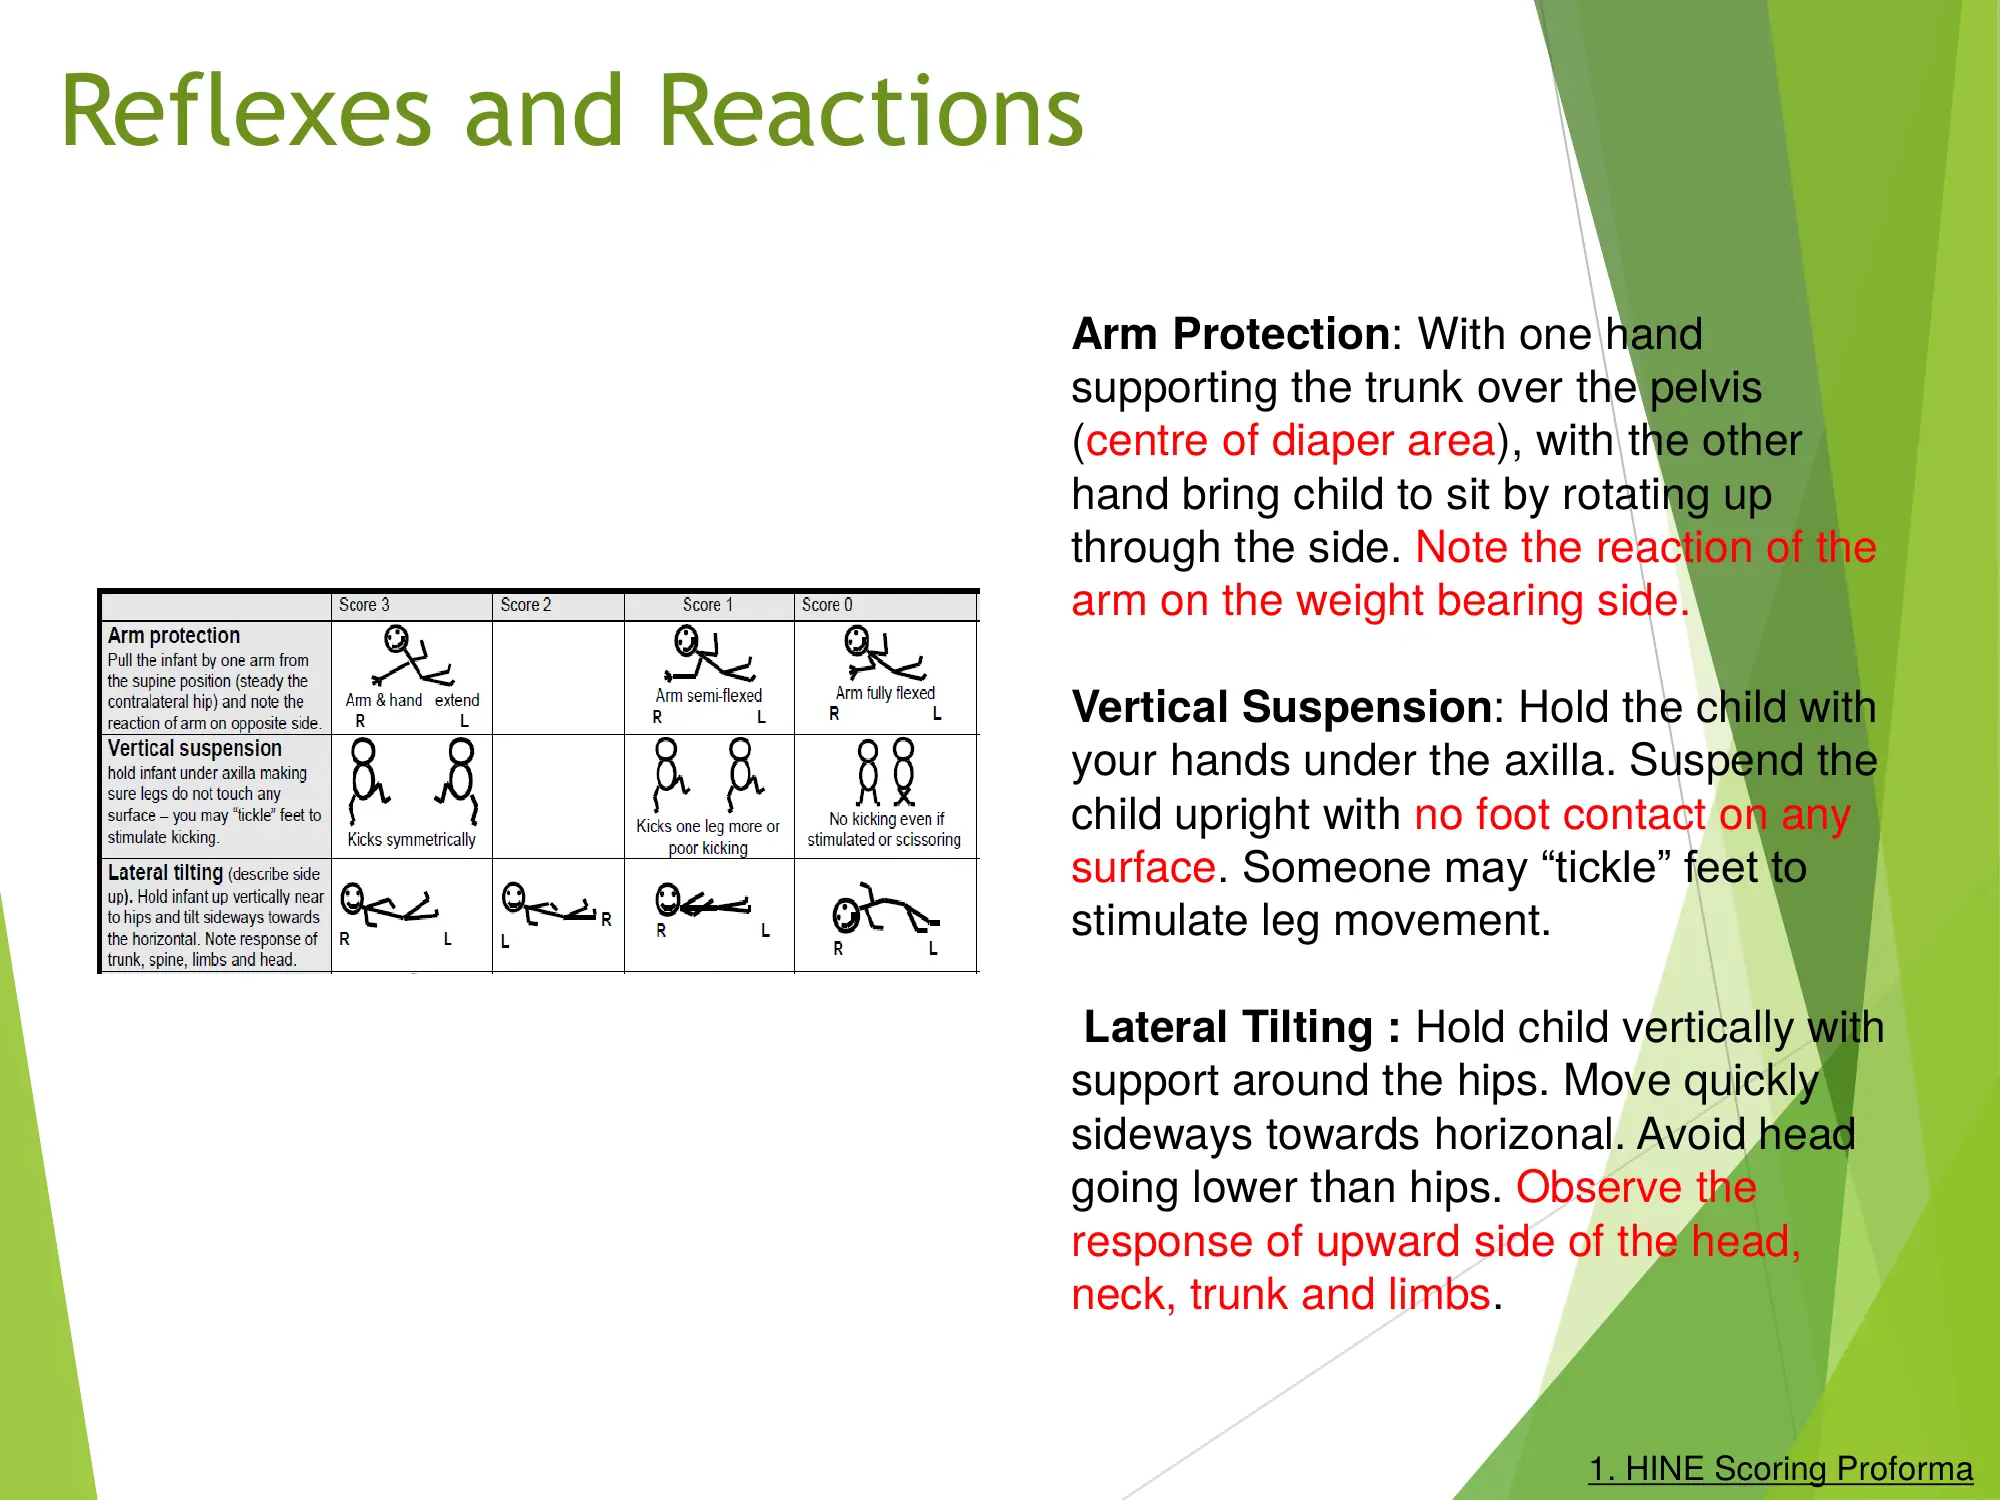 Reflexes and Reactions
Score 3 Score 2 Score 1 Score 0
Arm protection
Pull the infant by one arm from
the supine position (steady the
contralateral hip) and note the
reaction of arm on opposite side.
Arm & hand extend
R L
Arm semi-flexed
R L
Arm fully flexed
R L
Vertical suspension
hold infant under axilla making
sure legs do not touch any
surface – you may “tickle” feet to
stimulate kicking.
Kicks symmetrically
Kicks one leg more or
poor kicking
No kicking even if
stimulated or scissoring
Lateral tilting (describe side
up). Hold infant up vertically near
to hips and tilt sideways towards
the horizontal. Note response of
trunk, spine, limbs and head.
R L
R
L
R L
R L
Arm Protection: With one hand
supporting the trunk over the pelvis
(centre of diaper area), with the other
hand bring child to sit by rotating up
through the side. Note the reaction of the
arm on the weight bearing side.
Vertical Suspension: Hold the child with
your hands under the axilla. Suspend the
child upright with no foot contact on any
surface. Someone may “tickle” feet to
stimulate leg movement.
Lateral Tilting : Hold child vertically with
support around the hips. Move quickly
sideways towards horizonal. Avoid head
going lower than hips. Observe the
response of upward side of the head,
neck, trunk and limbs.
1. HINE Scoring Proforma